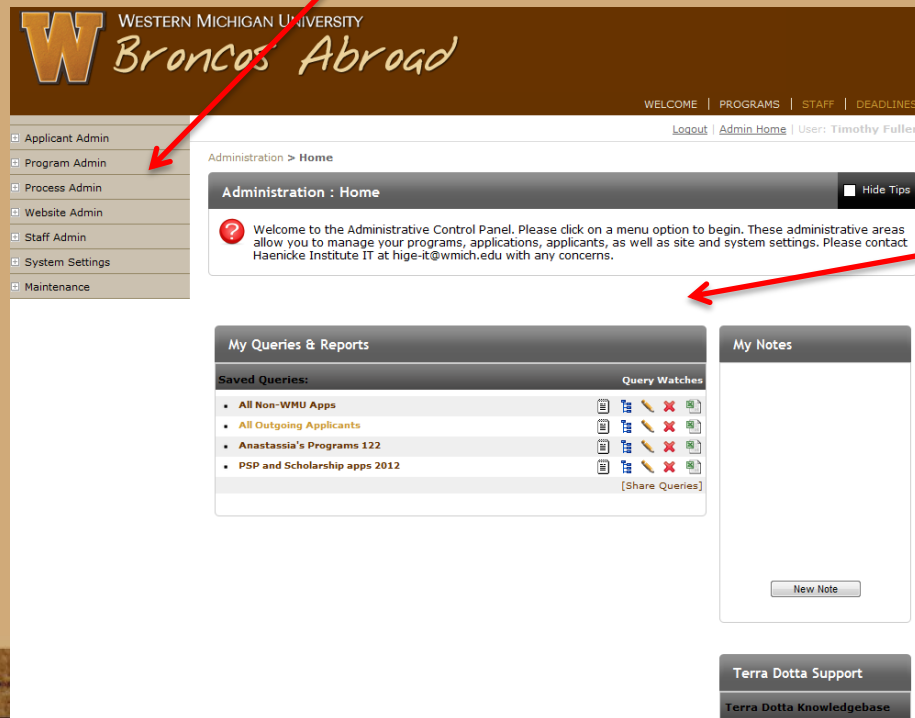 WESTERN MICHIGAN UNIVERSITY
W Broncos Abroad
WELCOME | PROGRAMS | STAFF | DEADLINES
Logout | Admin Home | User: Timothy Fuller
Applicant Admin
Program Admin
Process Admin
Website Admin
Staff Admin
System Settings
Maintenance
Administration > Home
Administration : Home
Hide Tips
Welcome to the Administrative Control Panel. Please click on a menu option to begin. These administrative areas
allow you to manage your programs, applications, applicants, as well as site and system settings. Please contact
Haenicke Institute IT at hige-it@wmich.edu with any concerns.
My Queries & Reports
Saved Queries: Query Watches
All Non-WMU Apps
All Outgoing Applicants
Anastassia's Programs 122
PSP and Scholarship apps 2012
[Share Queries]
My Notes
New Note
Terra Dotta Support
Terra Dotta Knowledgebase